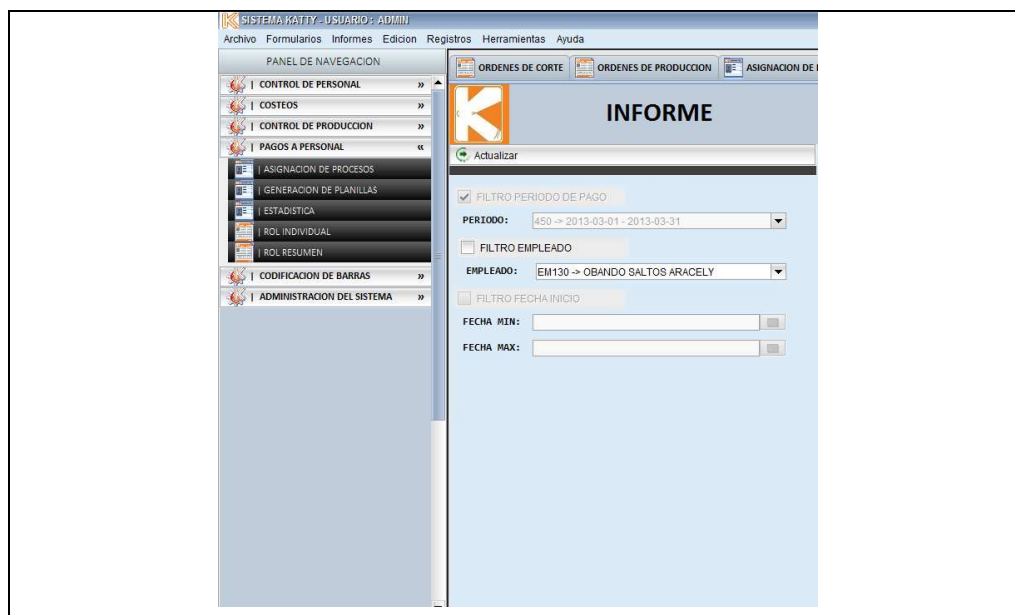 SISTEMA KATTY - USUARIO : ADMIN
Archivo Formularios Informes Edicion Registros Herramientas Ayuda
PANEL DE NAVEGACION
| CONTROL DE PERSONAL »
| COSTEOS »
| CONTROL DE PRODUCCION »
| PAGOS A PERSONAL «
| ASIGNACION DE PROCESOS
| GENERACION DE PLANILLAS
| ESTADISTICA
| ROL INDIVIDUAL
| ROL RESUMEN
| CODIFICACION DE BARRAS »
| ADMINISTRACION DEL SISTEMA »
ORDENES DE CORTE ORDENES DE PRODUCCION ASIGNACION DE
K INFORME
Actualizar
FILTRO PERIODO DE PAGO
PERIODO: 450 -> 2013-03-01 - 2013-03-31
FILTRO EMPLEADO
EMPLEADO: EM130 -> OBANDO SALTOS ARACELY
FILTRO FECHA INICIO
FECHA MIN:
FECHA MAX: